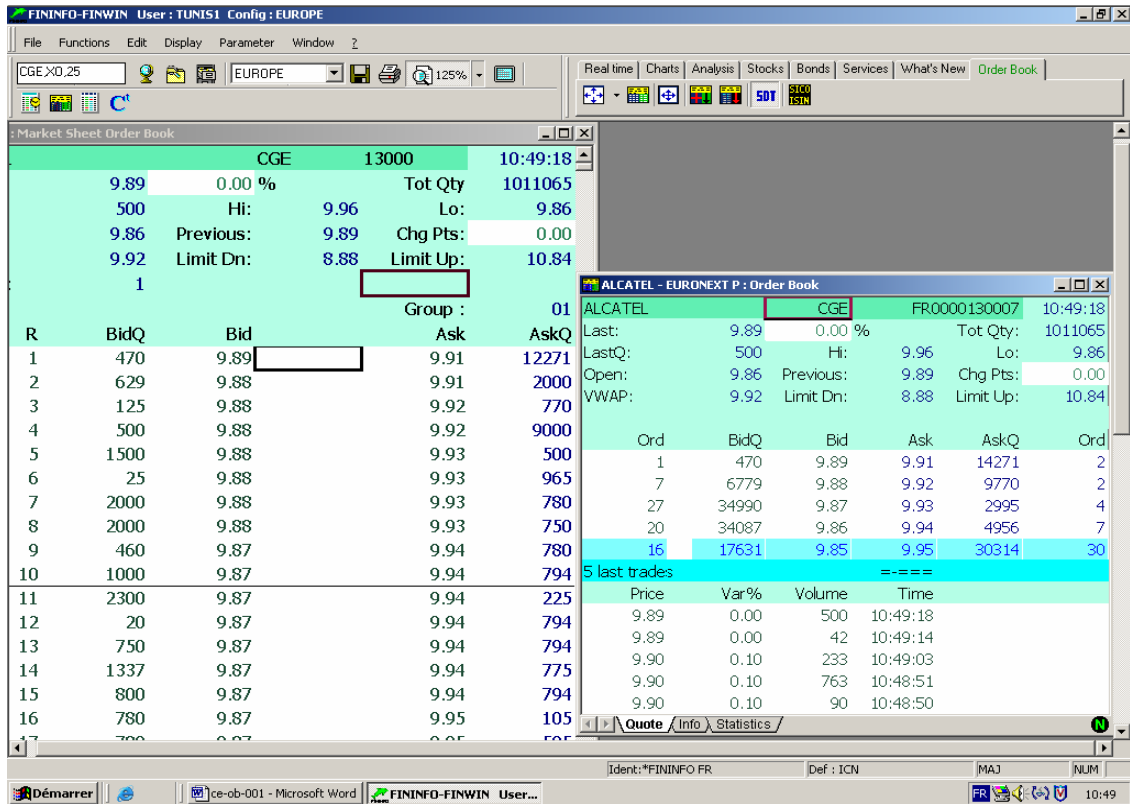 FININFO-FINWIN User : TUNIS1 Config : EUROPE
File Functions Edit Display Parameter Window ?
CGE,X0,25 EUROPE 125%
Real time Charts Analysis Stocks Bonds Services What's New Order Book
C SDT SICO ISIN
: Market Sheet Order Book
CGE 13000 10:49:18
9.89 0.00 % Tot Qty 1011065
500 Hi: 9.96 Lo: 9.86
9.86 Previous: 9.89 Chg Pts: 0.00
9.92 Limit Dn: 8.88 Limit Up: 10.84
: 1
Group : 01
R BidQ Bid Ask AskQ
1 470 9.89 9.91 12271
2 629 9.88 9.91 2000
3 125 9.88 9.92 770
4 500 9.88 9.92 9000
5 1500 9.88 9.93 500
6 25 9.88 9.93 965
7 2000 9.88 9.93 780
8 2000 9.88 9.93 750
9 460 9.87 9.94 780
10 1000 9.87 9.94 794
11 2300 9.87 9.94 225
12 20 9.87 9.94 794
13 750 9.87 9.94 794
14 1337 9.87 9.94 775
15 800 9.87 9.94 794
16 780 9.87 9.95 105
ALCATEL - EURONEXT P : Order Book
ALCATEL CGE FR0000130007 10:49:18
Last: 9.89 0.00 % Tot Qty: 1011065
LastQ: 500 Hi: 9.96 Lo: 9.86
Open: 9.86 Previous: 9.89 Chg Pts: 0.00
VWAP: 9.92 Limit Dn: 8.88 Limit Up: 10.84
Ord BidQ Bid Ask AskQ Ord
1 470 9.89 9.91 14271 2
7 6779 9.88 9.92 9770 2
27 34990 9.87 9.93 2995 4
20 34087 9.86 9.94 4956 7
16 17631 9.85 9.95 30314 30
5 last trades =-===
Price Var% Volume Time
9.89 0.00 500 10:49:18
9.89 0.00 42 10:49:14
9.90 0.10 233 10:49:03
9.90 0.10 763 10:48:51
9.90 0.10 90 10:48:50
Quote Info Statistics N
Ident:*FININFO FR Def : ICN MAJ NUM
Démarrer ce-ob-001 - Microsoft Word FININFO-FINWIN User... FR 10:49